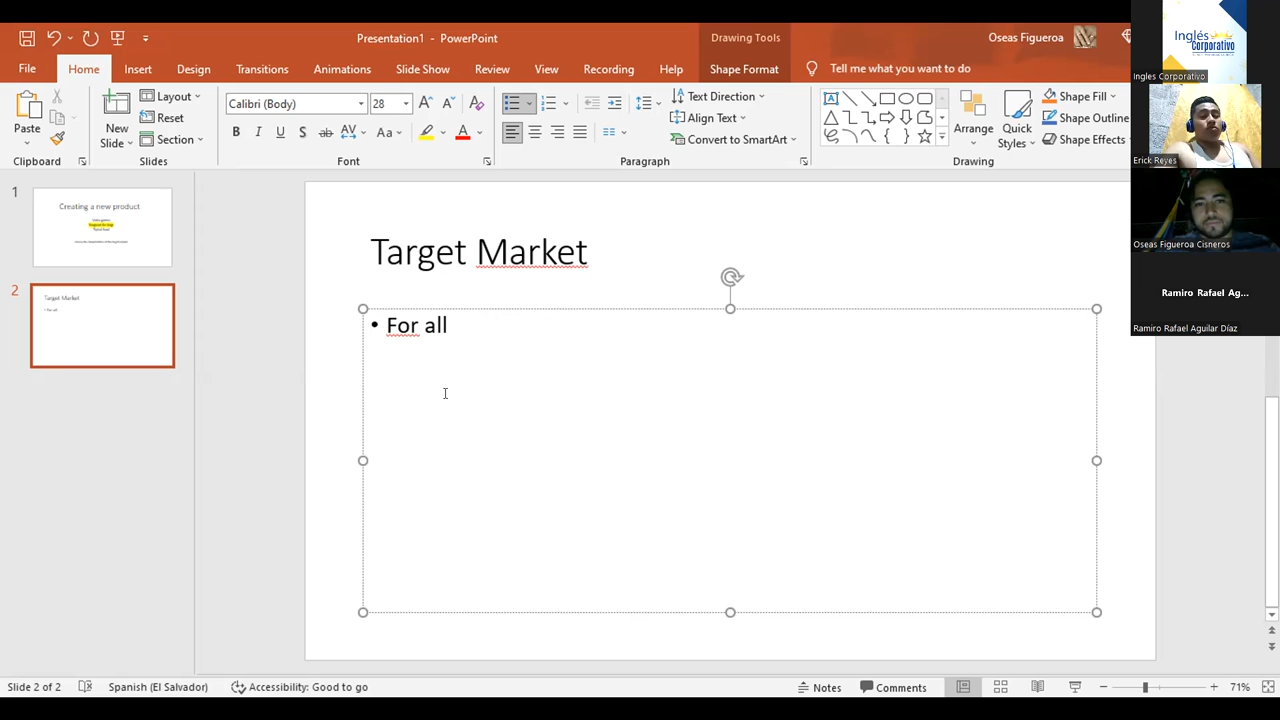 Presentation1 - PowerPoint
Drawing Tools
Oseas Figueroa
File
Home
Insert
Design
Transitions
Animations
Slide Show
Review
View
Recording
Help
Shape Format
Tell me what you want to do
Paste
Clipboard
New
Slide
Layout
Reset
Section
Slides
Calibri (Body)
28
Font
Text Direction
Align Text
Convert to SmartArt
Paragraph
Arrange
Quick
Styles
Shape Fill
Shape Outline
Shape Effects
Drawing
Inglés
Corporativo
Ingles Corporativo
Erick Reyes
Oseas Figueroa Cisneros
Ramiro Rafael Ag...
Ramiro Rafael Aguilar Díaz
1
Creating a new product
2
Target Market
• For all
Target Market
• For all
Slide 2 of 2
Spanish (El Salvador)
Accessibility: Good to go
Notes
Comments
71%